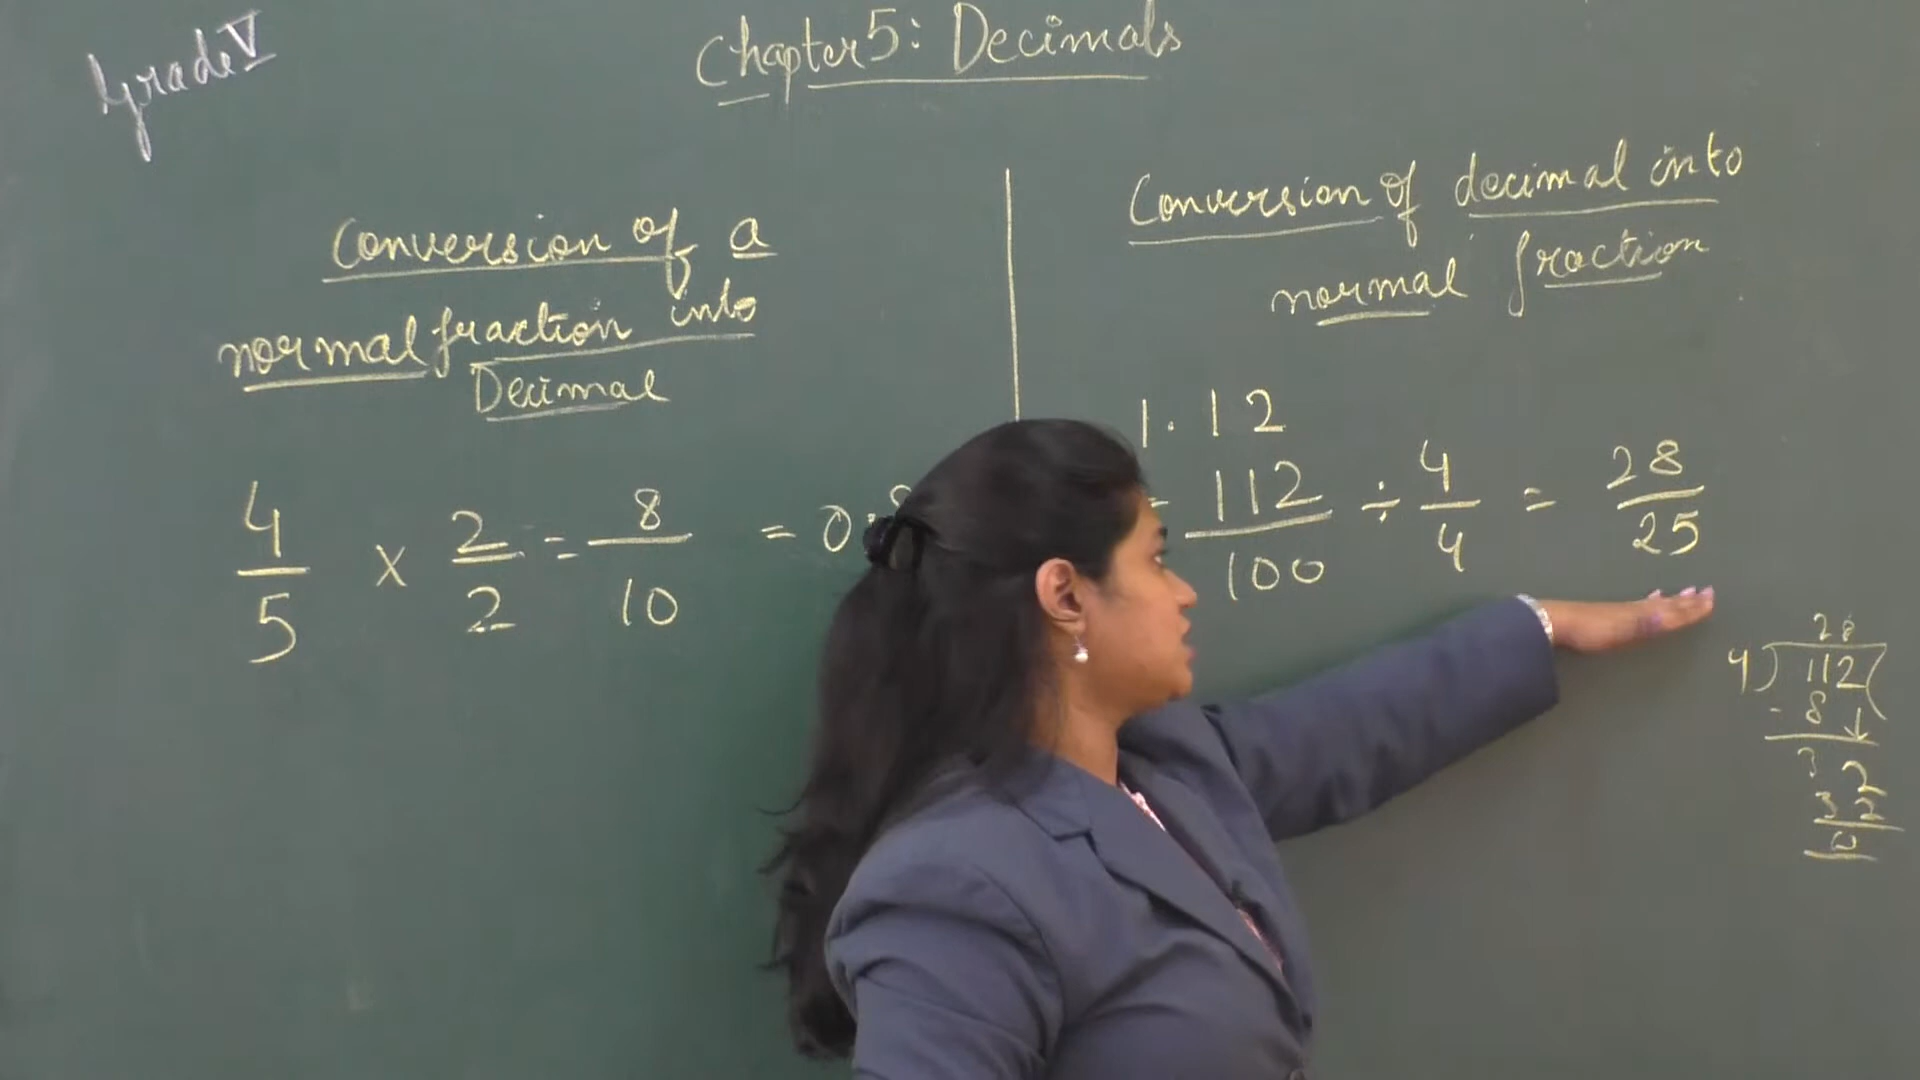 Grade V
Chapter 5: Decimals
Conversion of a
normal fraction into
Decimal
4/5 × 2/2 = 8/10 = 0.8
Conversion of decimal into
normal fraction
1.12
= 112/100 ÷ 4/4 = 28/25
28
4)112(
- 8↓
32
32
0